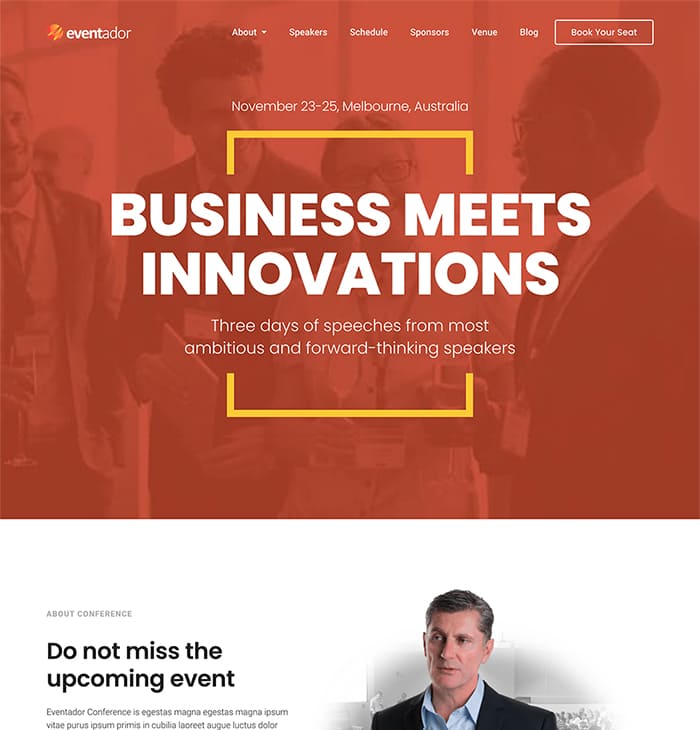 eventador
About
Speakers
Schedule
Sponsors
Venue
Blog
Book Your Seat
November 23-25, Melbourne, Australia
BUSINESS MEETS
INNOVATIONS
Three days of speeches from most
ambitious and forward-thinking speakers
ABOUT CONFERENCE
Do not miss the
upcoming event
Eventador Conference is egestas magna egestas magna ipsum
vitae purus ipsum primis in cubilia laoreet augue luctus dolor